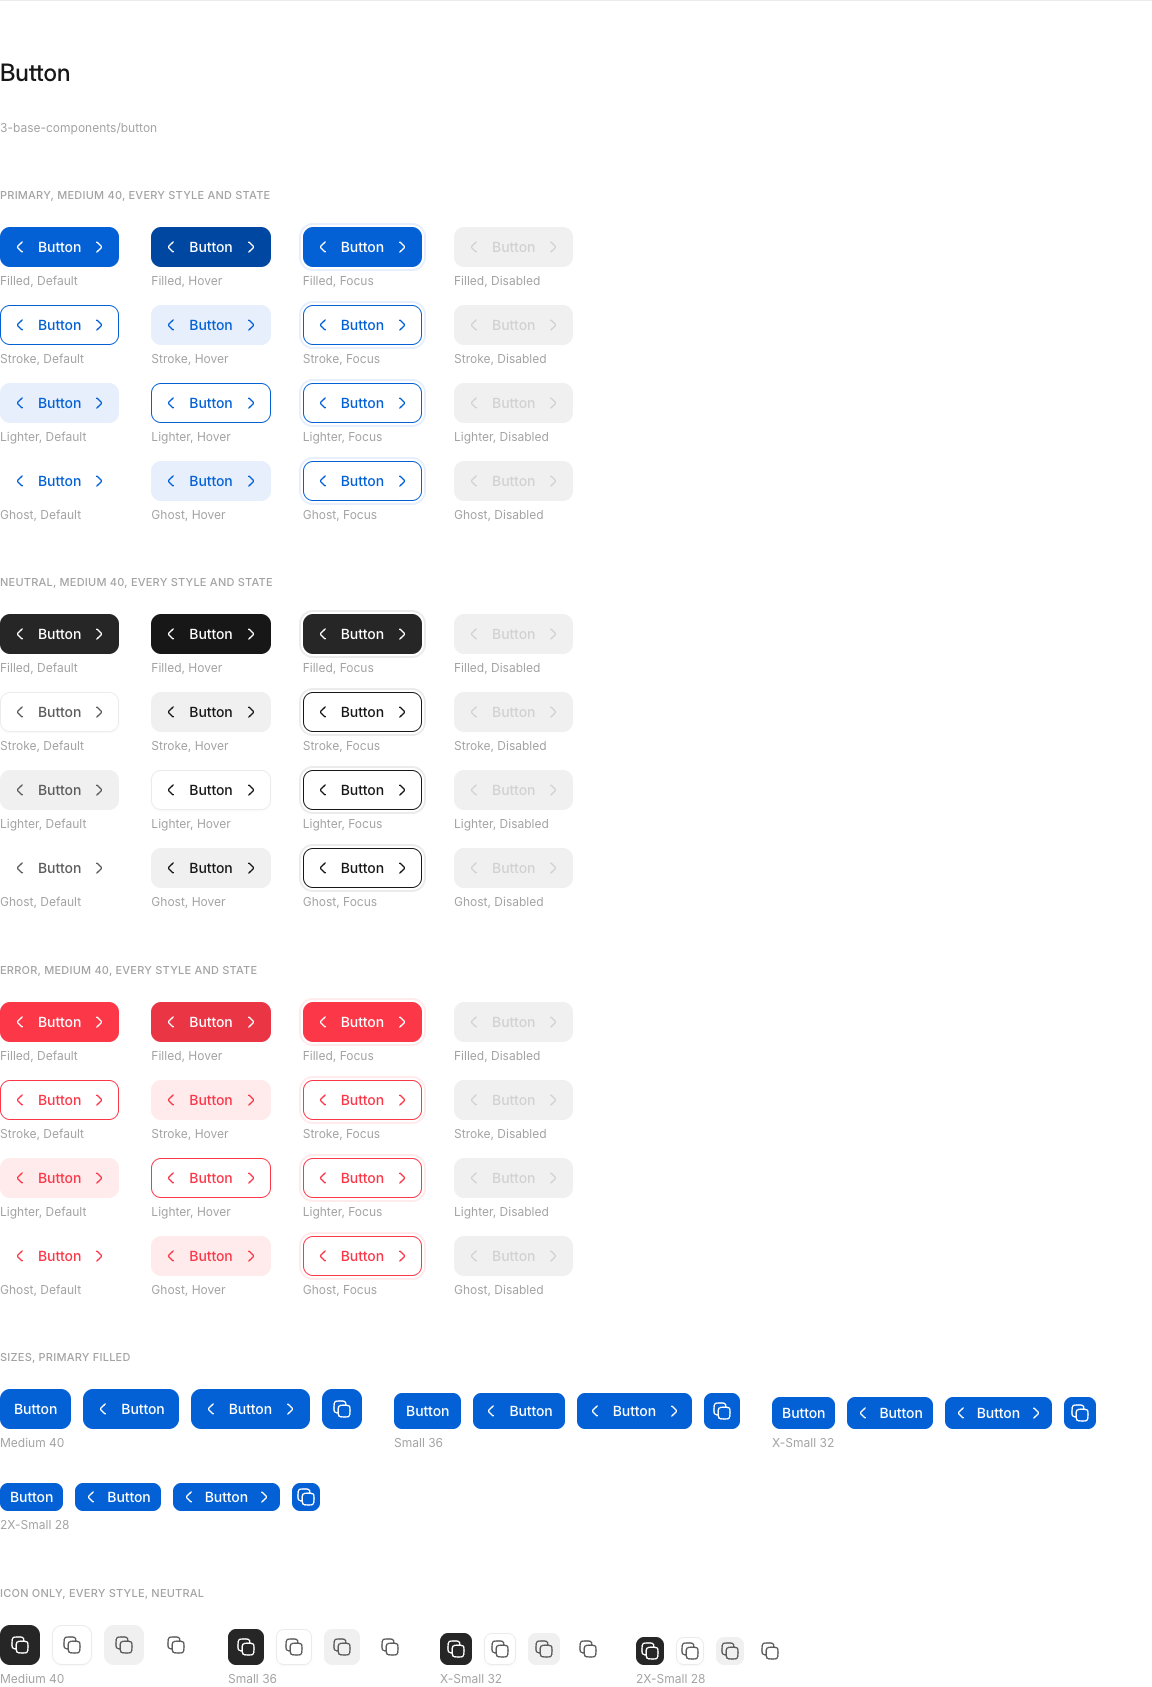 Button
3-base-components/button
PRIMARY, MEDIUM 40, EVERY STYLE AND STATE
Button Button Button Button
Filled, Default Filled, Hover Filled, Focus Filled, Disabled
Button Button Button Button
Stroke, Default Stroke, Hover Stroke, Focus Stroke, Disabled
Button Button Button Button
Lighter, Default Lighter, Hover Lighter, Focus Lighter, Disabled
Button Button Button Button
Ghost, Default Ghost, Hover Ghost, Focus Ghost, Disabled
NEUTRAL, MEDIUM 40, EVERY STYLE AND STATE
Button Button Button Button
Filled, Default Filled, Hover Filled, Focus Filled, Disabled
Button Button Button Button
Stroke, Default Stroke, Hover Stroke, Focus Stroke, Disabled
Button Button Button Button
Lighter, Default Lighter, Hover Lighter, Focus Lighter, Disabled
Button Button Button Button
Ghost, Default Ghost, Hover Ghost, Focus Ghost, Disabled
ERROR, MEDIUM 40, EVERY STYLE AND STATE
Button Button Button Button
Filled, Default Filled, Hover Filled, Focus Filled, Disabled
Button Button Button Button
Stroke, Default Stroke, Hover Stroke, Focus Stroke, Disabled
Button Button Button Button
Lighter, Default Lighter, Hover Lighter, Focus Lighter, Disabled
Button Button Button Button
Ghost, Default Ghost, Hover Ghost, Focus Ghost, Disabled
SIZES, PRIMARY FILLED
Button Button Button Button Button Button Button Button Button
Medium 40 Small 36 X-Small 32
Button Button Button
2X-Small 28
ICON ONLY, EVERY STYLE, NEUTRAL
Medium 40 Small 36 X-Small 32 2X-Small 28